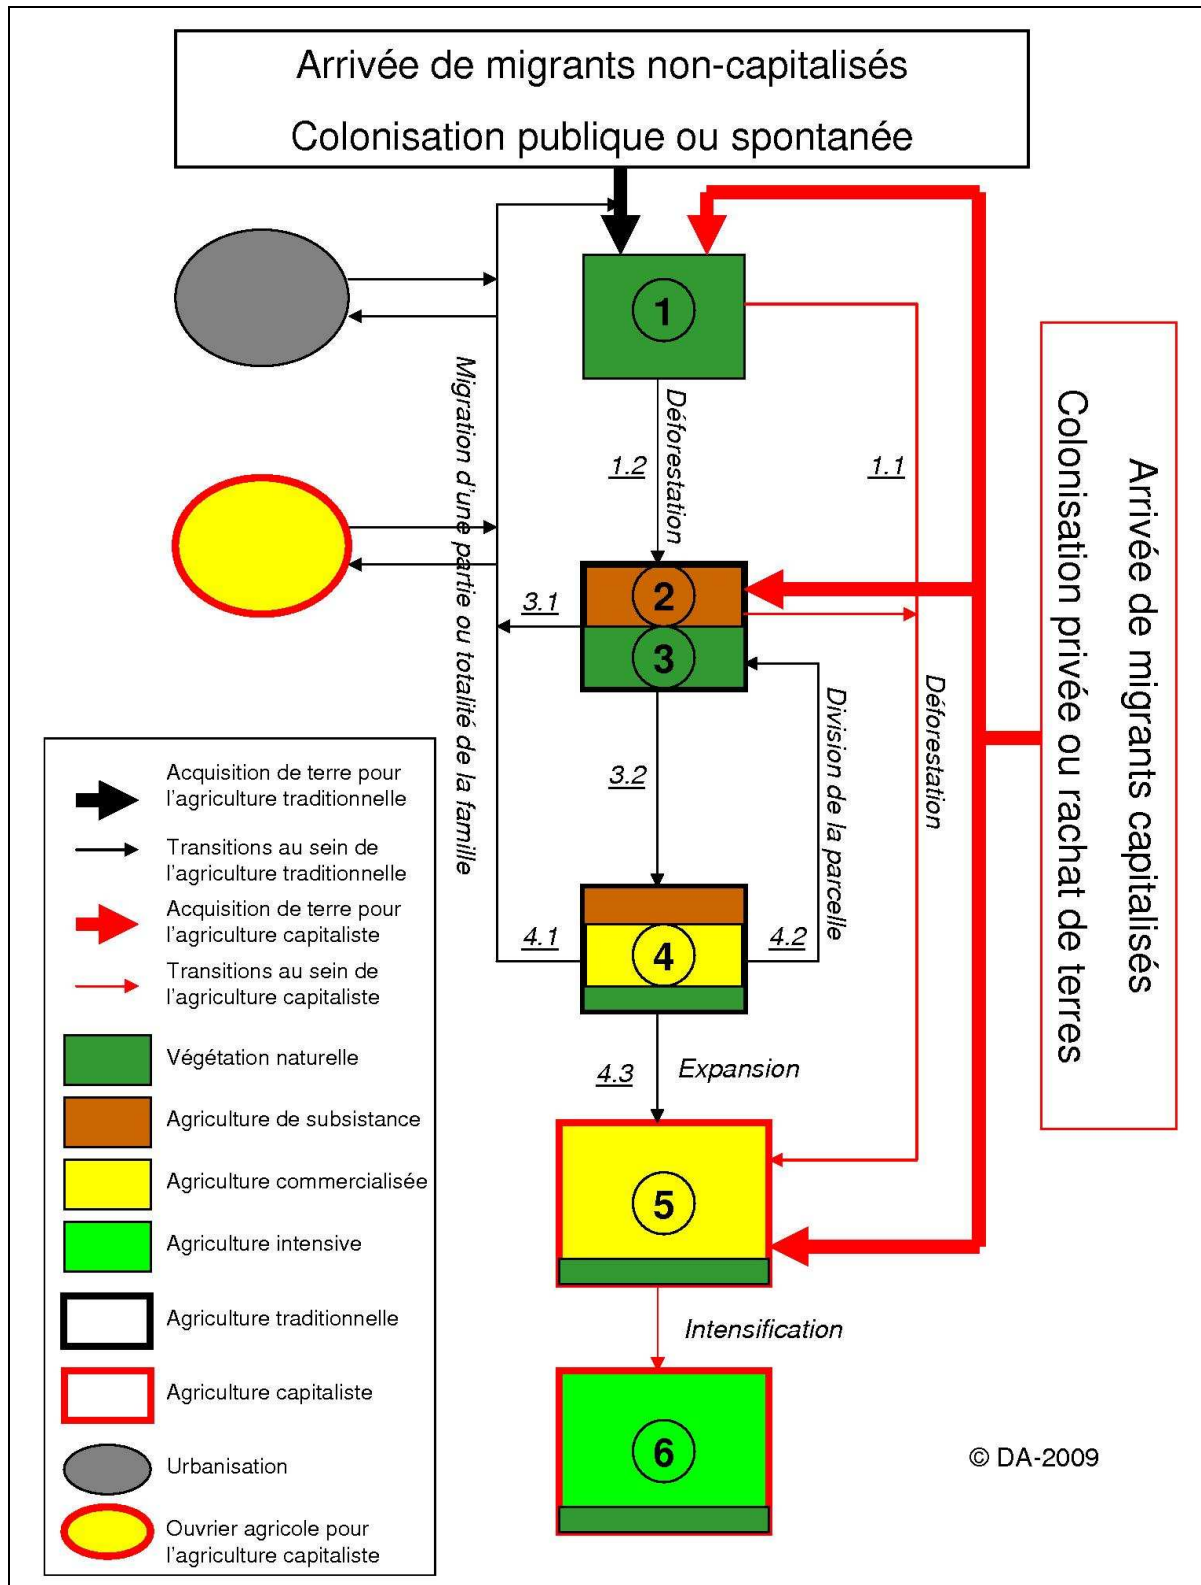 Arrivée de migrants non-capitalisés
Colonisation publique ou spontanée
1
Migration d'une partie ou totalité de la famille
Déforestation
1.2
1.1
Arrivée de migrants capitalisés
Colonisation privée ou rachat de terres
2
3.1
3
Déforestation
Division de la parcelle
3.2
4.1
4
4.2
4.3
Expansion
5
Intensification
6
© DA-2009
Acquisition de terre pour
l'agriculture traditionnelle
Transitions au sein de
l'agriculture traditionnelle
Acquisition de terre pour
l'agriculture capitaliste
Transitions au sein de
l'agriculture capitaliste
Végétation naturelle
Agriculture de subsistance
Agriculture commercialisée
Agriculture intensive
Agriculture traditionnelle
Agriculture capitaliste
Urbanisation
Ouvrier agricole pour
l'agriculture capitaliste